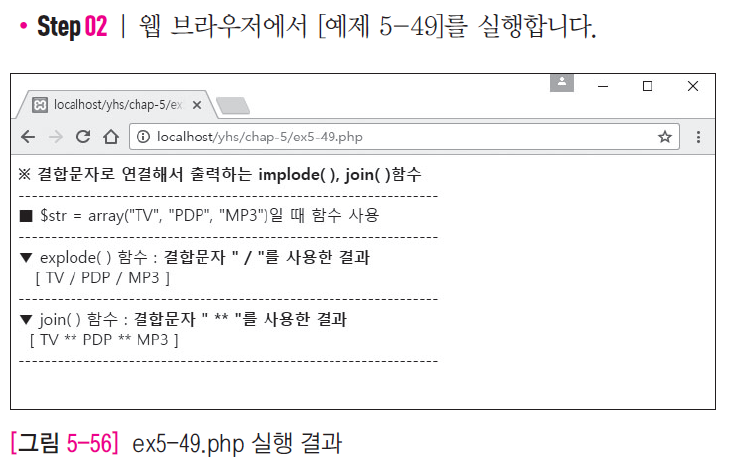 • Step 02 | 웹 브라우저에서 [예제 5-49]를 실행합니다.
localhost/yhs/chap-5/ex
localhost/yhs/chap-5/ex5-49.php
※ 결합문자로 연결해서 출력하는 implode( ), join( )함수
------------------------------------------------------------
■ $str = array("TV", "PDP", "MP3")일 때 함수 사용
------------------------------------------------------------
▼ explode( ) 함수 : 결합문자 " / "를 사용한 결과
[ TV / PDP / MP3 ]
------------------------------------------------------------
▼ join( ) 함수 : 결합문자 " ** "를 사용한 결과
[ TV ** PDP ** MP3 ]
------------------------------------------------------------
[그림 5-56] ex5-49.php 실행 결과